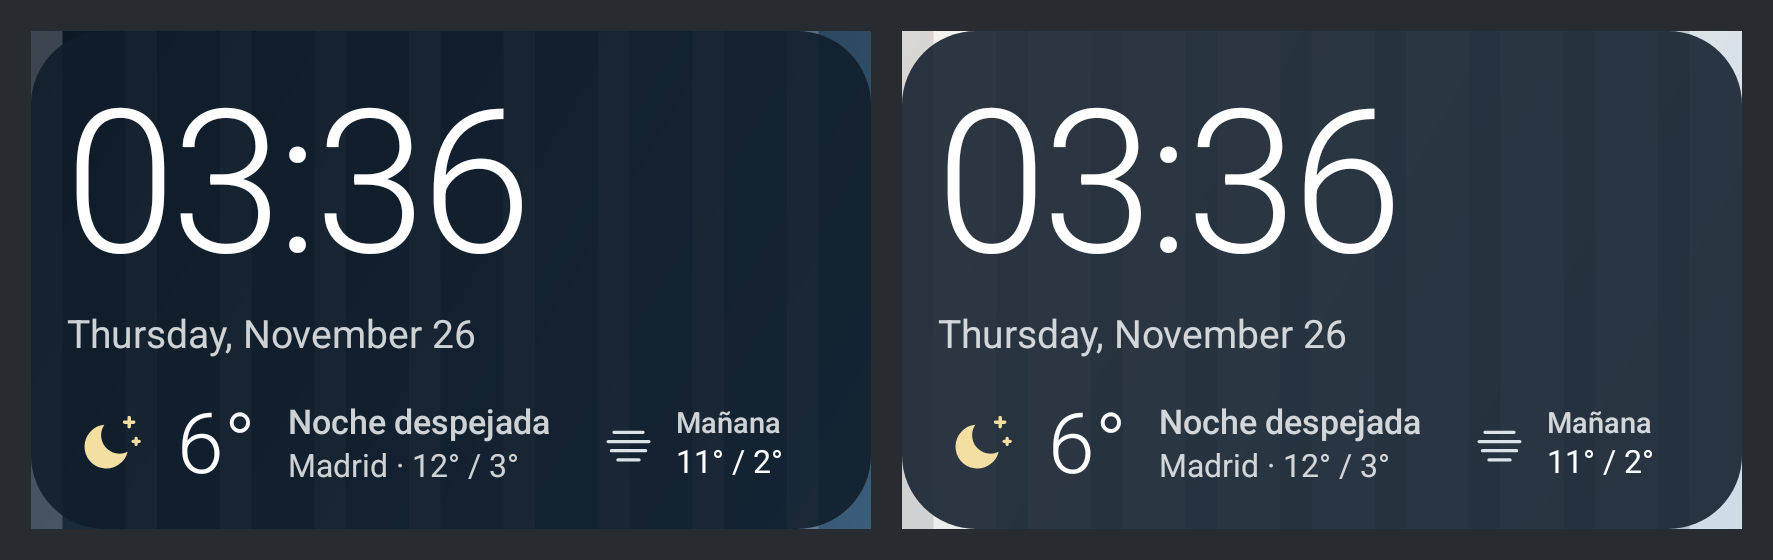 03:36
Thursday, November 26
6° Noche despejada
Madrid · 12° / 3°
Mañana
11° / 2°
03:36
Thursday, November 26
6° Noche despejada
Madrid · 12° / 3°
Mañana
11° / 2°